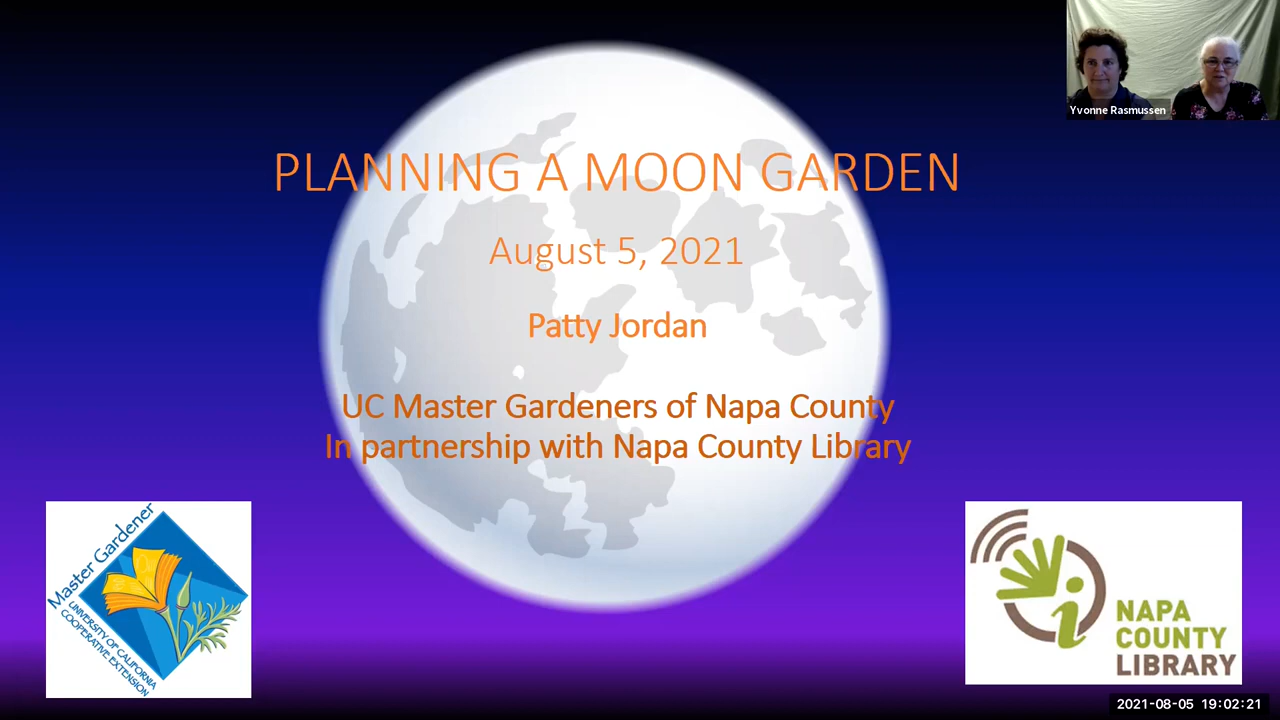 Yvonne Rasmussen
PLANNING A MOON GARDEN
August 5, 2021
Patty Jordan
UC Master Gardeners of Napa County
In partnership with Napa County Library
Master Gardener
UNIVERSITY OF CALIFORNIA
COOPERATIVE EXTENSION
i
NAPA
COUNTY
LIBRARY
2021-08-05 19:02:21